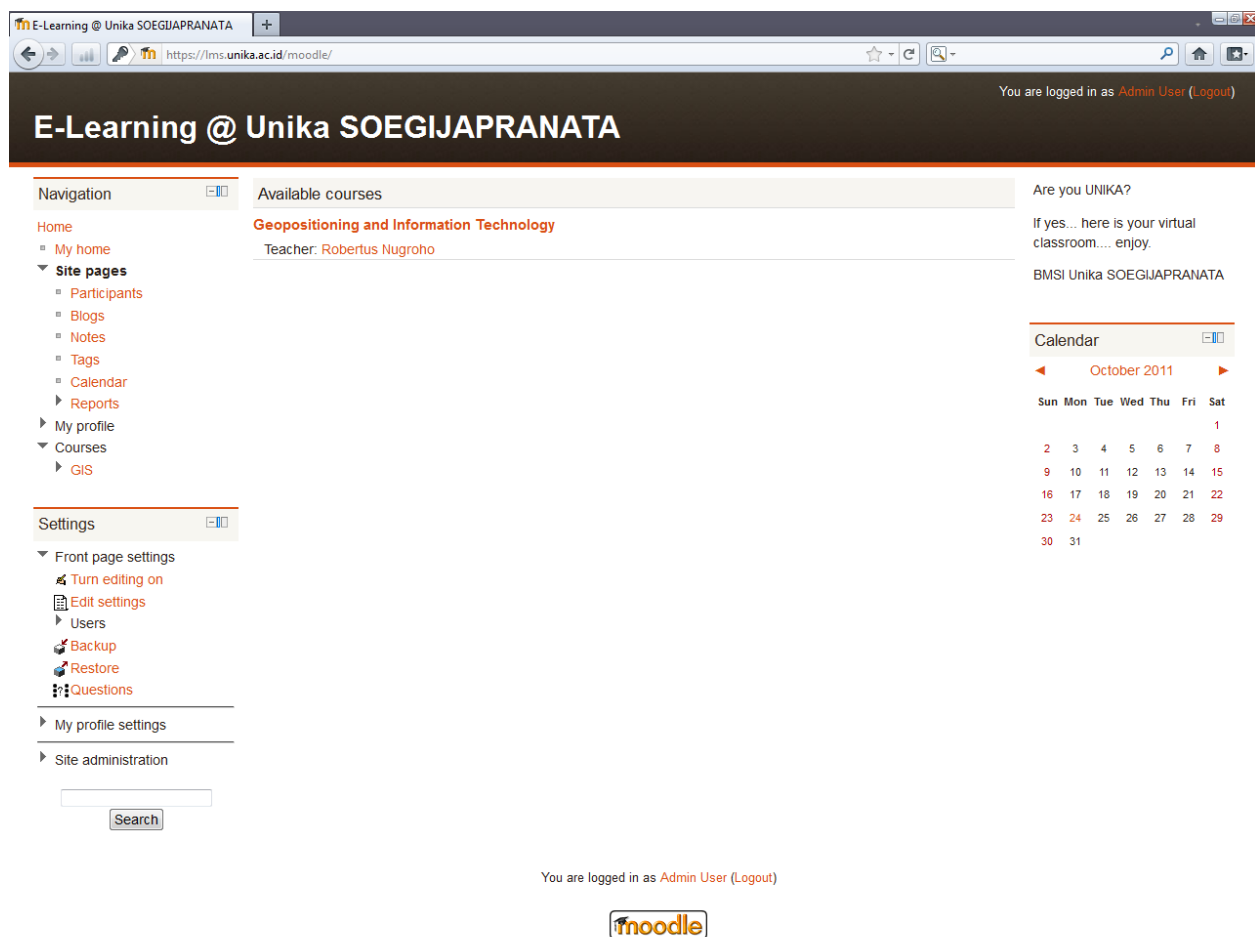 E-Learning @ Unika SOEGIJAPRANATA
https://lms.unika.ac.id/moodle/
You are logged in as Admin User (Logout)
E-Learning @ Unika SOEGIJAPRANATA
Navigation
Home
My home
Site pages
Participants
Blogs
Notes
Tags
Calendar
Reports
My profile
Courses
GIS
Settings
Front page settings
Turn editing on
Edit settings
Users
Backup
Restore
Questions
My profile settings
Site administration
Search
Available courses
Geopositioning and Information Technology
Teacher: Robertus Nugroho
Are you UNIKA?
If yes... here is your virtual
classroom.... enjoy.
BMSI Unika SOEGIJAPRANATA
Calendar
◄ October 2011 ►
Sun Mon Tue Wed Thu Fri Sat
1
2 3 4 5 6 7 8
9 10 11 12 13 14 15
16 17 18 19 20 21 22
23 24 25 26 27 28 29
30 31
You are logged in as Admin User (Logout)
moodle